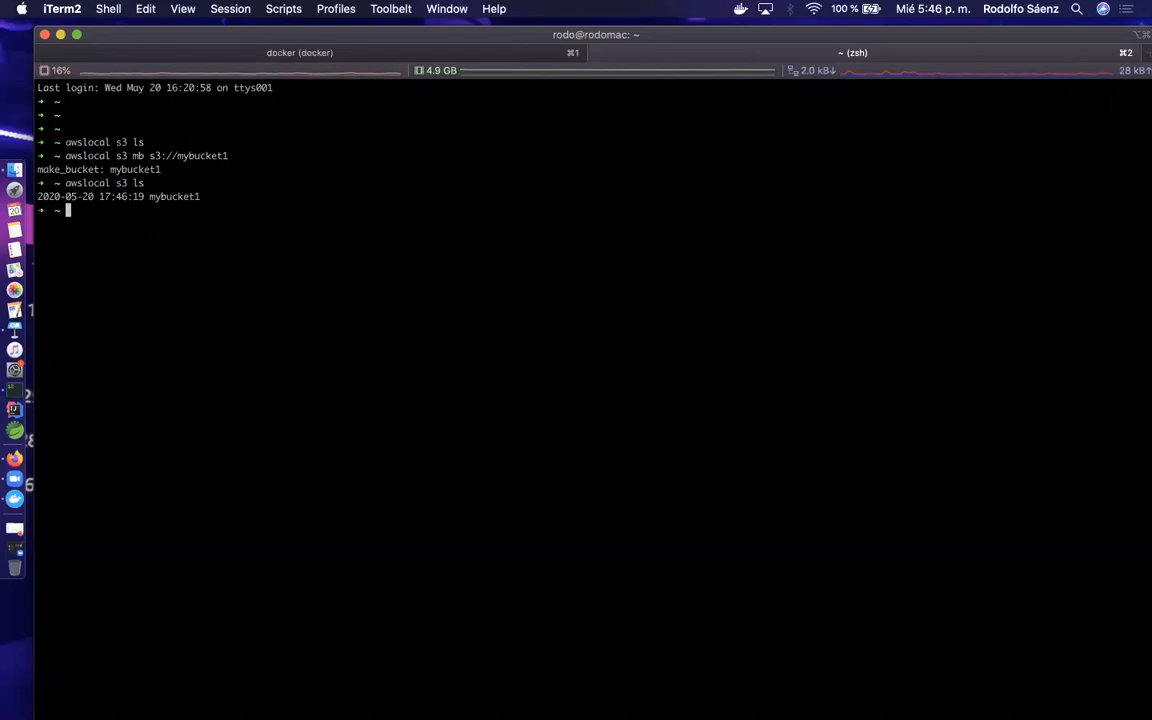 iTerm2 Shell Edit View Session Scripts Profiles Toolbelt Window Help 100 % Mié 5:46 p. m. Rodolfo Sáenz
rodo@rodomac: ~ ⌥⌘
docker (docker) ⌘1 ~ (zsh) ⌘2
16% 4.9 GB 2.0 kB↓ 28 kB↑
Last login: Wed May 20 16:20:58 on ttys001
➜ ~
➜ ~
➜ ~
➜ ~ awslocal s3 ls
➜ ~ awslocal s3 mb s3://mybucket1
make_bucket: mybucket1
➜ ~ awslocal s3 ls
2020-05-20 17:46:19 mybucket1
➜ ~
20